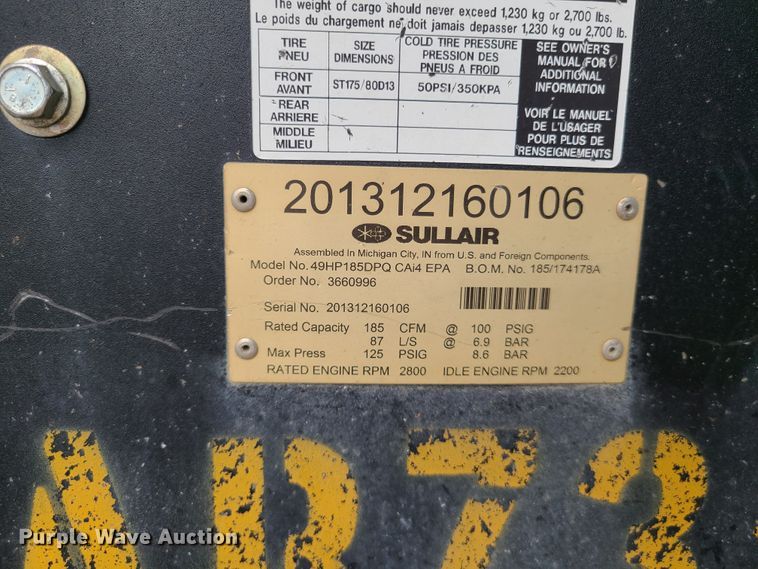 The weight of cargo should never exceed 1,230 kg or 2,700 lbs.
Le poids du chargement ne doit jamais depasser 1,230 kg ou 2,700 lb.
TIRE PNEU
SIZE DIMENSIONS
COLD TIRE PRESSURE PRESSION DES PNEUS A FROID
SEE OWNER'S MANUAL FOR ADDITIONAL INFORMATION
FRONT AVANT
ST175/80D13
50PSI/350KPA
REAR ARRIERE
MIDDLE MILIEU
VOIR LE MANUEL DE L'USAGER POUR PLUS DE RENSEIGNEMENTS
201312160106
SULLAIR
Assembled In Michigan City, IN from U.S. and Foreign Components.
Model No. 49HP185DPQ CAi4 EPA B.O.M. No. 185/174178A
Order No. 3660996
Serial No. 201312160106
Rated Capacity 185 CFM @ 100 PSIG
87 L/S @ 6.9 BAR
Max Press 125 PSIG 8.6 BAR
RATED ENGINE RPM 2800 IDLE ENGINE RPM 2200
AR73
Purple Wave Auction